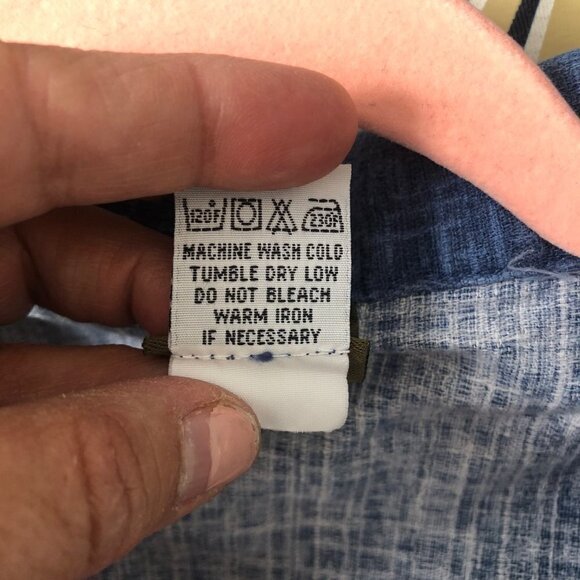 120F 230F
MACHINE WASH COLD
TUMBLE DRY LOW
DO NOT BLEACH
WARM IRON
IF NECESSARY